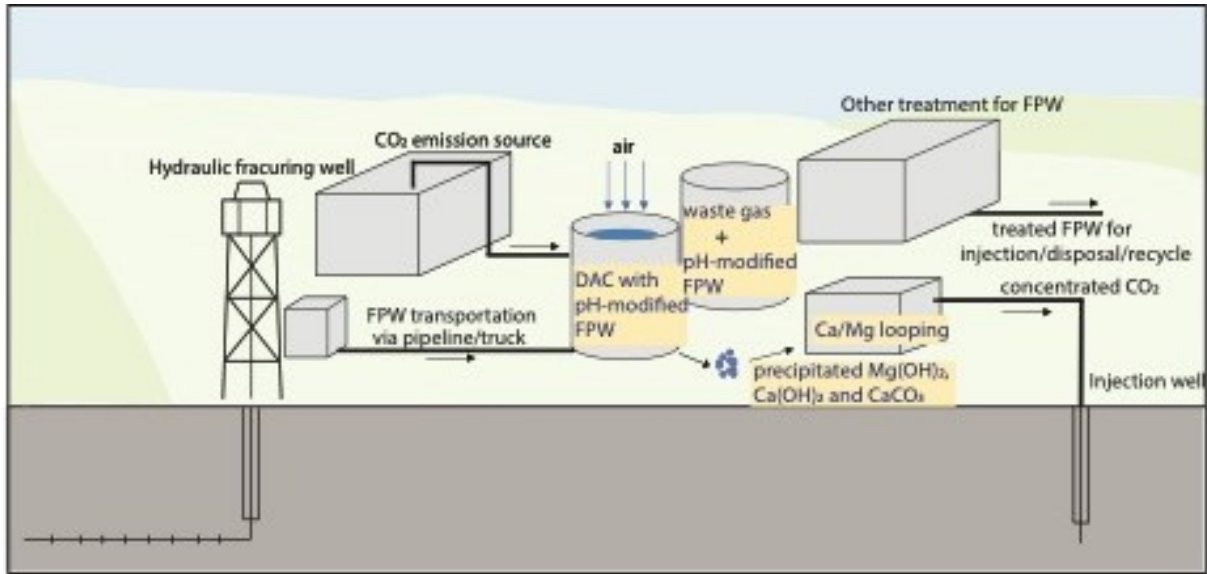 Other treatment for FPW
CO₂ emission source
air
Hydraulic fracuring well
waste gas
+
pH-modified
FPW
treated FPW for
injection/disposal/recycle
DAC with
pH-modified
FPW
concentrated CO₂
FPW transportation
via pipeline/truck
Ca/Mg looping
precipitated Mg(OH)₂,
Ca(OH)₂ and CaCO₃
Injection well